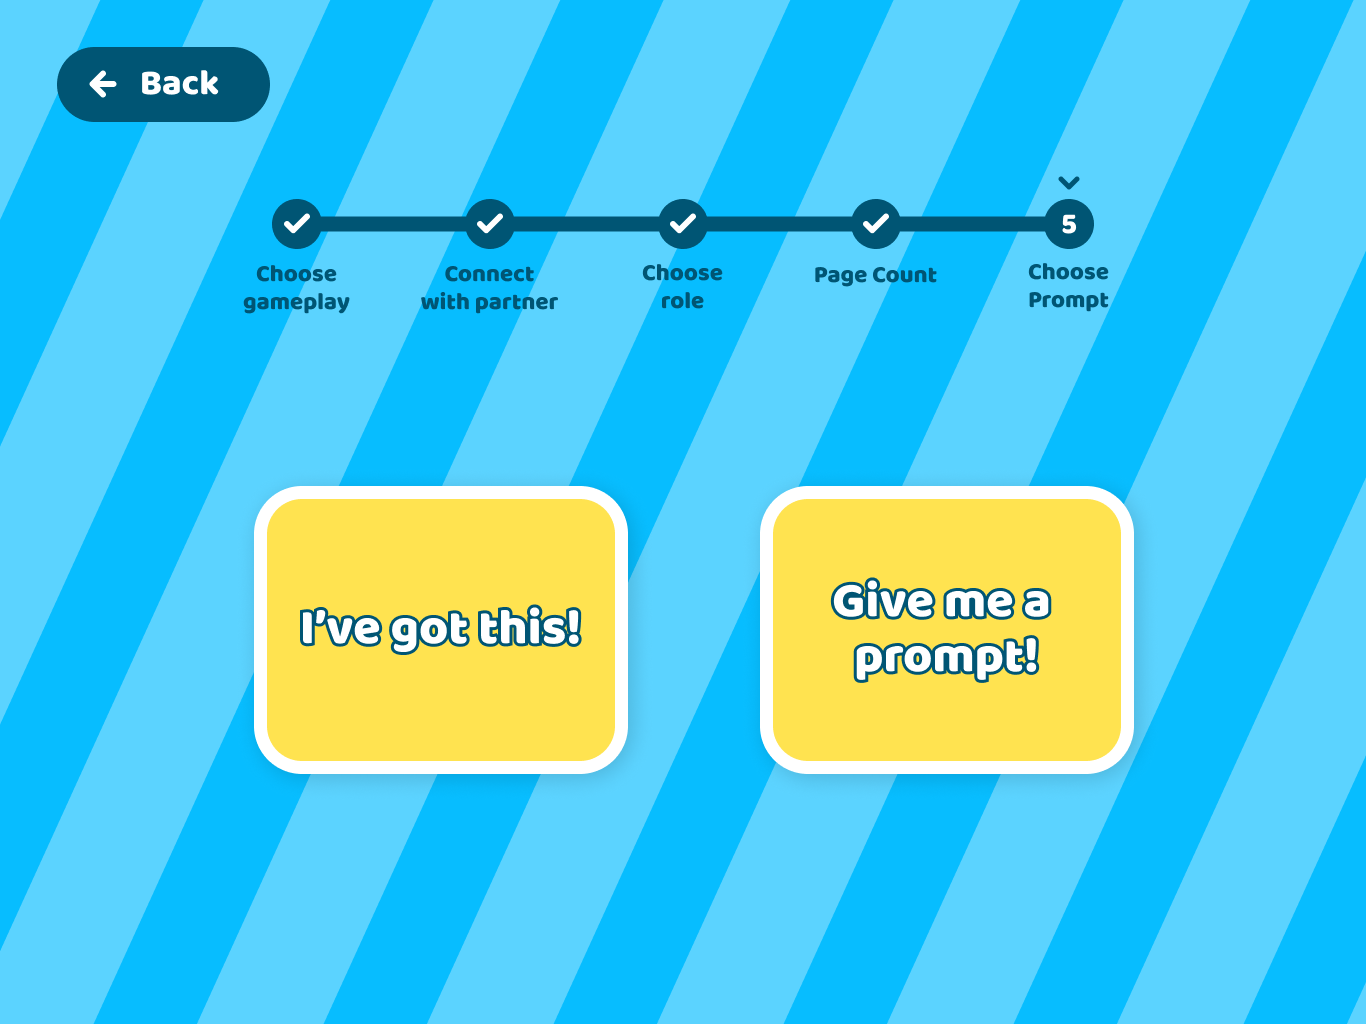 Back
5
Choose
gameplay
Connect
with partner
Choose
role
Page Count
Choose
Prompt
I've got this!
Give me a
prompt!